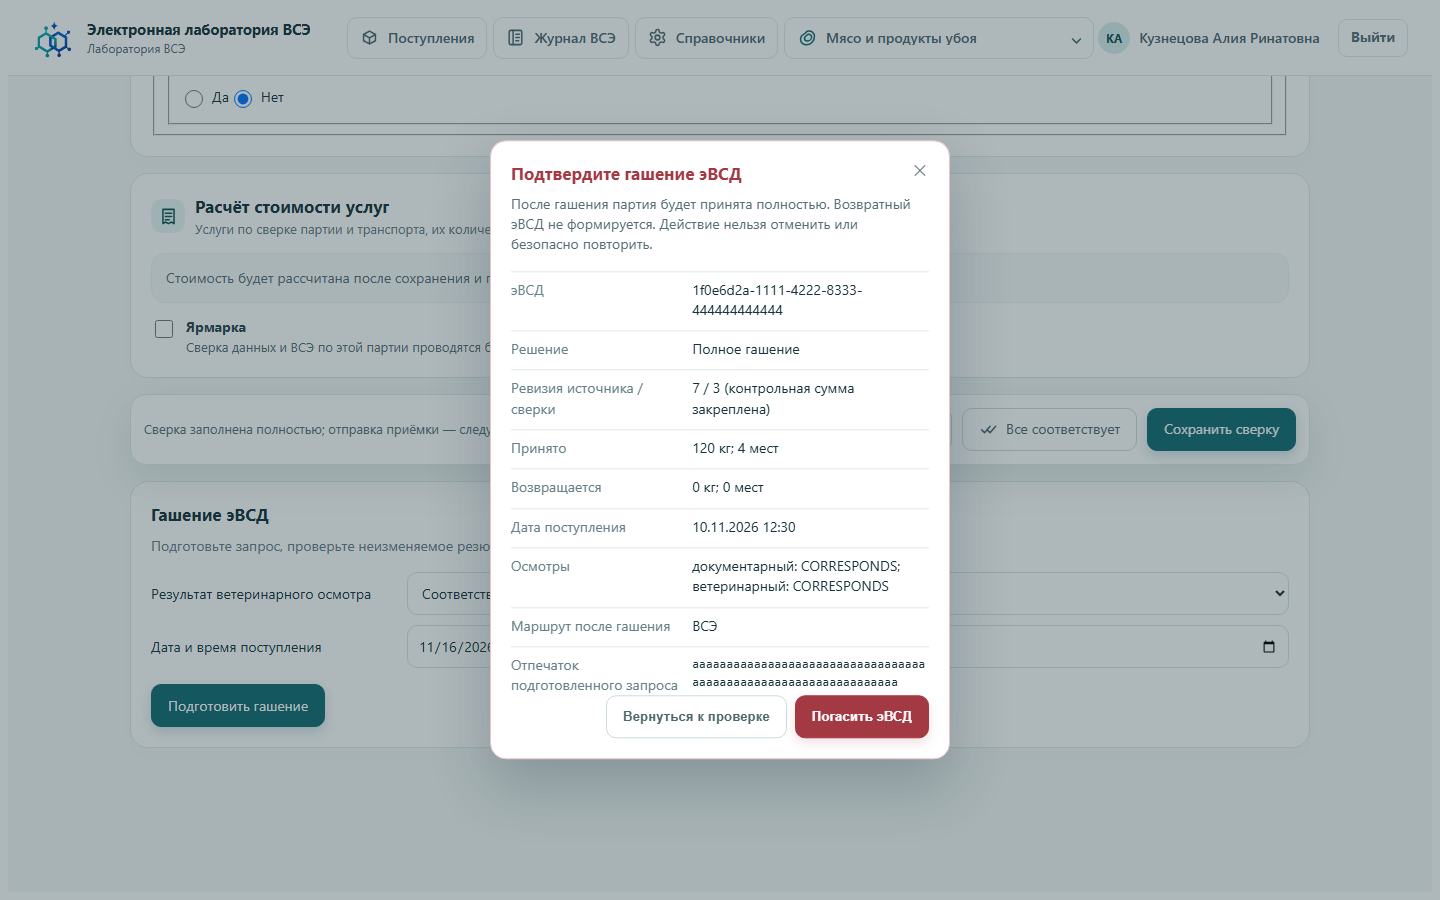 Электронная лаборатория ВСЭ
Лаборатория ВСЭ
Поступления
Журнал ВСЭ
Справочники
Мясо и продукты убоя
КА
Кузнецова Алия Ринатовна
Выйти
Да
Нет
Расчёт стоимости услуг
Услуги по сверке партии и транспорта, их количе
Стоимость будет рассчитана после сохранения и
Ярмарка
Сверка данных и ВСЭ по этой партии проводятся
Сверка заполнена полностью; отправка приёмки — следу
Все соответствует
Сохранить сверку
Гашение эВСД
Подготовьте запрос, проверьте неизменяемое резю
Результат ветеринарного осмотра
Соответств
Дата и время поступления
11/16/2026
Подготовить гашение
Подтвердите гашение эВСД
После гашения партия будет принята полностью. Возвратный
эВСД не формируется. Действие нельзя отменить или
безопасно повторить.
эВСД
1f0e6d2a-1111-4222-8333-
444444444444
Решение
Полное гашение
Ревизия источника /
сверки
7 / 3 (контрольная сумма
закреплена)
Принято
120 кг; 4 мест
Возвращается
0 кг; 0 мест
Дата поступления
10.11.2026 12:30
Осмотры
документарный: CORRESPONDS;
ветеринарный: CORRESPONDS
Маршрут после гашения
ВСЭ
Отпечаток
подготовленного запроса
aaaaaaaaaaaaaaaaaaaaaaaaaaaaaaaaaa
aaaaaaaaaaaaaaaaaaaaaaaaaaaaaa
Вернуться к проверке
Погасить эВСД